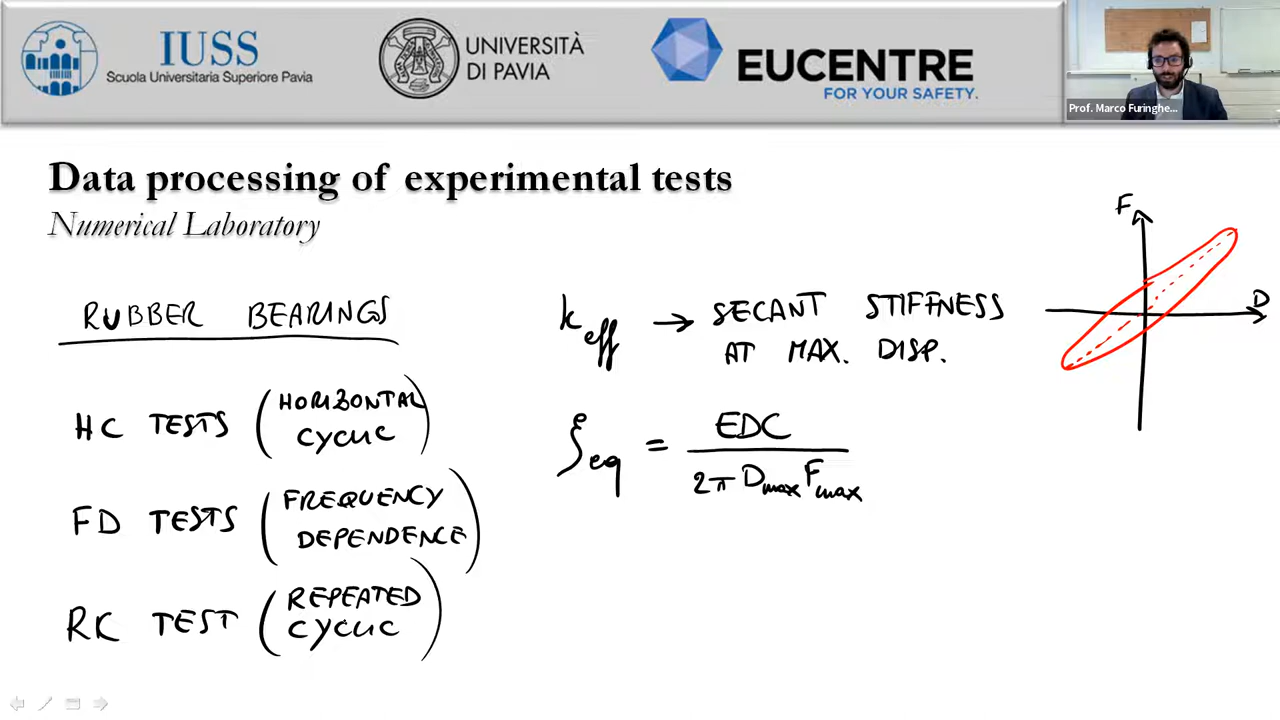 IUSS
Scuola Universitaria Superiore Pavia
UNIVERSITÀ
DI PAVIA
EUCENTRE
FOR YOUR SAFETY.
Prof. Marco Furinghe...
Data processing of experimental tests
Numerical Laboratory
RUBBER BEARINGS
HC TESTS (HORIZONTAL
CYCLIC)
FD TESTS (FREQUENCY
DEPENDENCE)
RC TEST (REPEATED
CYCLIC)
keff → SECANT STIFFNESS
AT MAX. DISP.
ξeq = EDC
2π Dmax Fmax
F
D